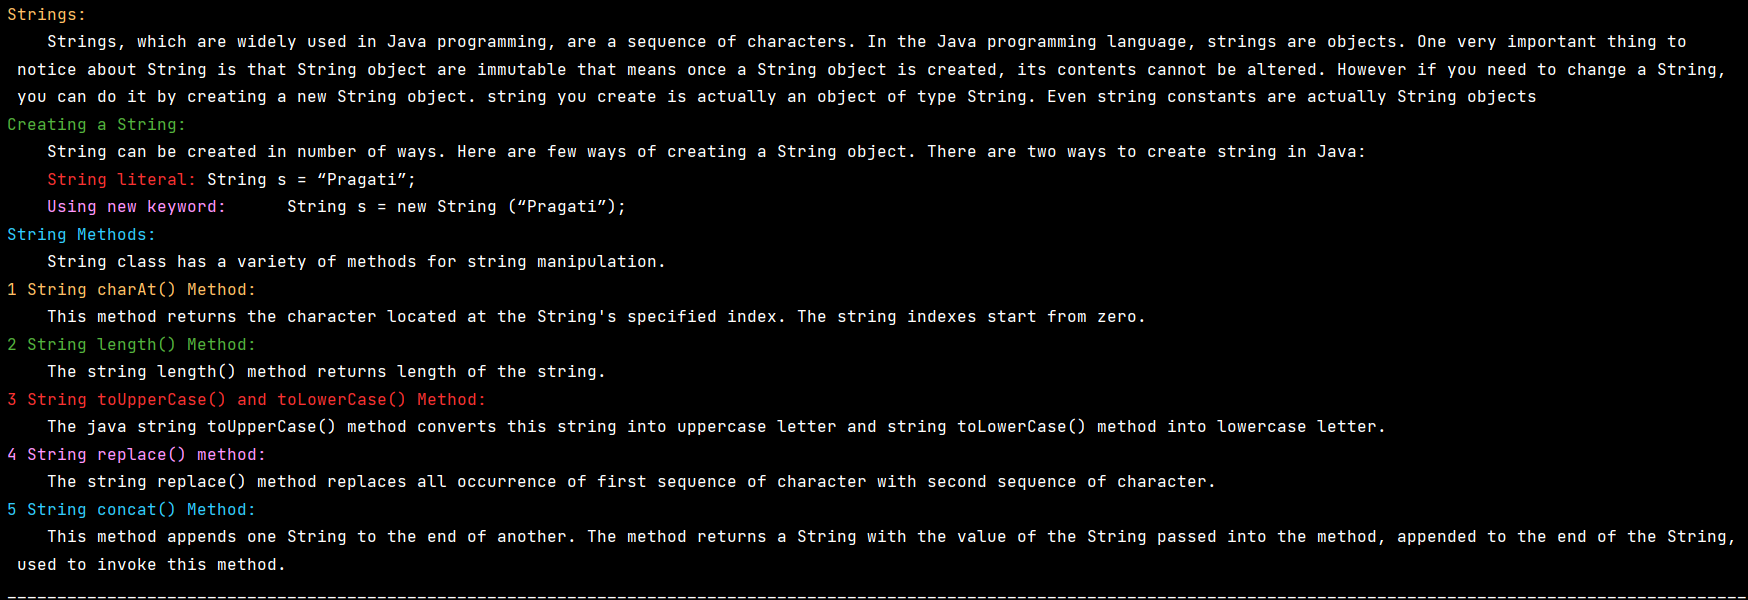 Strings:
Strings, which are widely used in Java programming, are a sequence of characters. In the Java programming language, strings are objects. One very important thing to
notice about String is that String object are immutable that means once a String object is created, its contents cannot be altered. However if you need to change a String,
you can do it by creating a new String object. string you create is actually an object of type String. Even string constants are actually String objects
Creating a String:
String can be created in number of ways. Here are few ways of creating a String object. There are two ways to create string in Java:
String literal: String s = “Pragati”;
Using new keyword:      String s = new String (“Pragati”);
String Methods:
String class has a variety of methods for string manipulation.
1 String charAt() Method:
This method returns the character located at the String's specified index. The string indexes start from zero.
2 String length() Method:
The string length() method returns length of the string.
3 String toUpperCase() and toLowerCase() Method:
The java string toUpperCase() method converts this string into uppercase letter and string toLowerCase() method into lowercase letter.
4 String replace() method:
The string replace() method replaces all occurrence of first sequence of character with second sequence of character.
5 String concat() Method:
This method appends one String to the end of another. The method returns a String with the value of the String passed into the method, appended to the end of the String,
used to invoke this method.